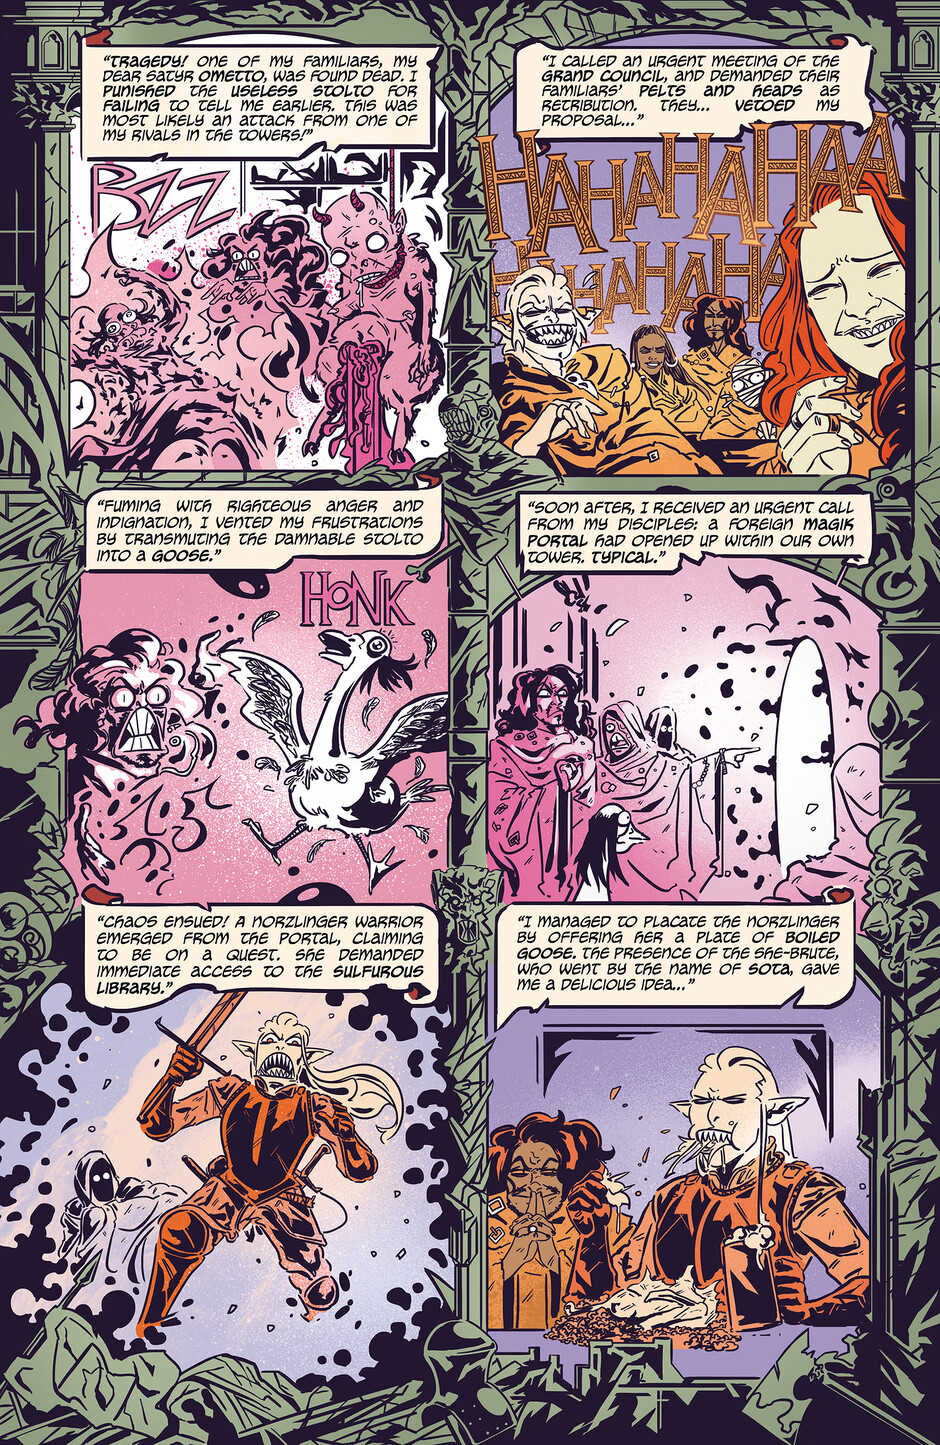 "TRAGEDY! ONE OF MY FAMILIARS, MY
DEAR SATYR OMETTO, WAS FOUND DEAD. I
PUNISHED THE USELESS STOLTO FOR
FAILING TO TELL ME EARLIER. THIS WAS
MOST LIKELY AN ATTACK FROM ONE OF
MY RIVALS IN THE TOWERS!"
BZZZ
"I CALLED AN URGENT MEETING OF THE
GRAND COUNCIL, AND DEMANDED THEIR
FAMILIARS' PELTS AND HEADS AS
RETRIBUTION. THEY... VETOED MY
PROPOSAL..."
HAHAHAHAHAA
HAHAHAHAHA
"FUMING WITH RIGHTEOUS ANGER AND
INDIGNATION, I VENTED MY FRUSTRATIONS
BY TRANSMUTING THE DAMNABLE STOLTO
INTO A GOOSE."
HONK
"SOON AFTER, I RECEIVED AN URGENT CALL
FROM MY DISCIPLES: A FOREIGN MAGIK
PORTAL HAD OPENED UP WITHIN OUR OWN
TOWER. TYPICAL."
"CHAOS ENSUED! A NORZLINGER WARRIOR
EMERGED FROM THE PORTAL, CLAIMING
TO BE ON A QUEST. SHE DEMANDED
IMMEDIATE ACCESS TO THE SULFUROUS
LIBRARY."
"I MANAGED TO PLACATE THE NORZLINGER
BY OFFERING HER A PLATE OF BOILED
GOOSE. THE PRESENCE OF THE SHE-BRUTE,
WHO WENT BY THE NAME OF SOTA, GAVE
ME A DELICIOUS IDEA..."